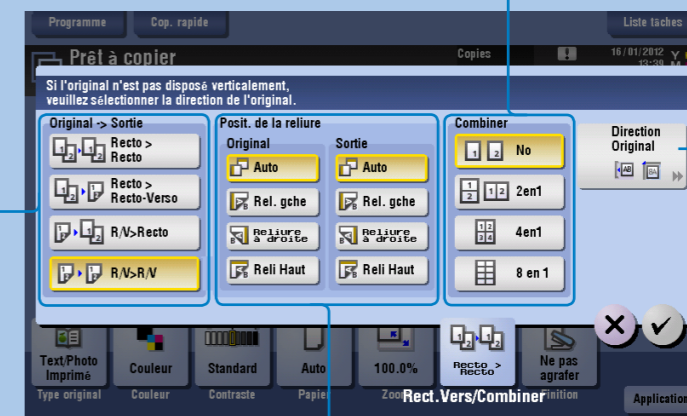 Programme
Cop. rapide
Liste tâches
Prêt à copier
Copies
16/01/2012
Y
13:39
M
Si l'original n'est pas disposé verticalement,
veuillez sélectionner la direction de l'original.
Original -> Sortie
Recto >
Recto
Recto >
Recto-Verso
R/V>Recto
R/V>R/V
Posit. de la reliure
Original
Sortie
Auto
Auto
Rel. gche
Rel. gche
Reliure
à droite
Reliure
à droite
Reli Haut
Reli Haut
Combiner
No
2en1
4en1
8 en 1
Direction
Original
Text/Photo
Imprimé
Couleur
Standard
Auto
100.0%
Recto >
Recto
Ne pas
agrafer
Type original
Couleur
Contraste
Papier
Zoom
Rect.Vers/Combiner
Finition
Application